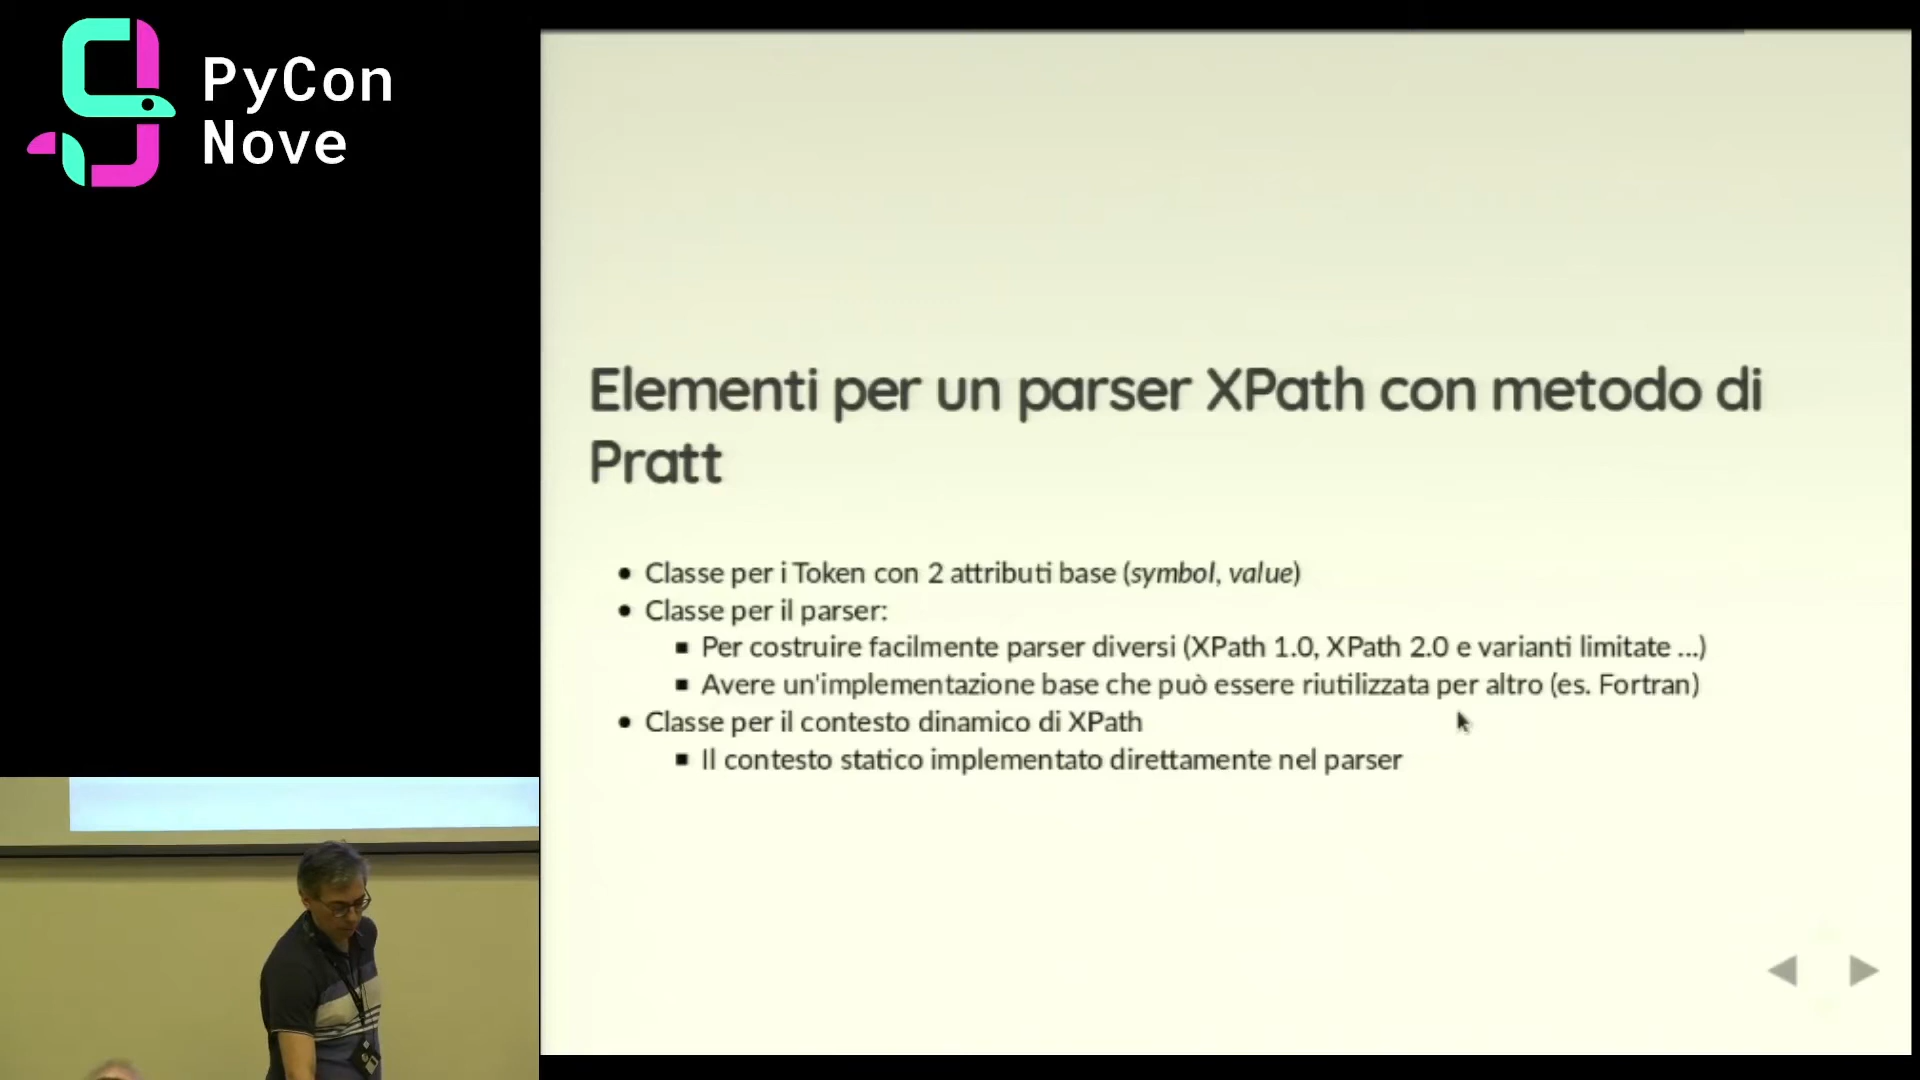 PyCon
Nove
Elementi per un parser XPath con metodo di
Pratt
• Classe per i Token con 2 attributi base (symbol, value)
• Classe per il parser:
▪ Per costruire facilmente parser diversi (XPath 1.0, XPath 2.0 e varianti limitate ...)
▪ Avere un'implementazione base che può essere riutilizzata per altro (es. Fortran)
• Classe per il contesto dinamico di XPath
▪ Il contesto statico implementato direttamente nel parser